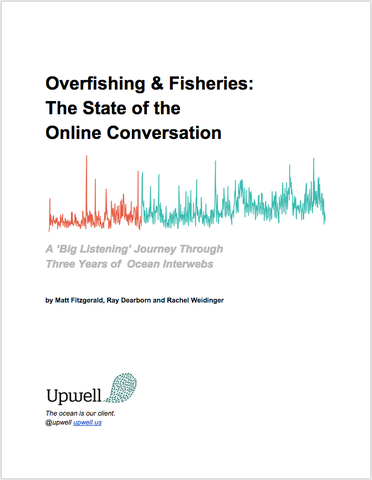 Overfishing & Fisheries:
The State of the
Online Conversation
A 'Big Listening' Journey Through
Three Years of Ocean Interwebs
by Matt Fitzgerald, Ray Dearborn and Rachel Weidinger
Upwell
The ocean is our client.
@upwell upwell.us